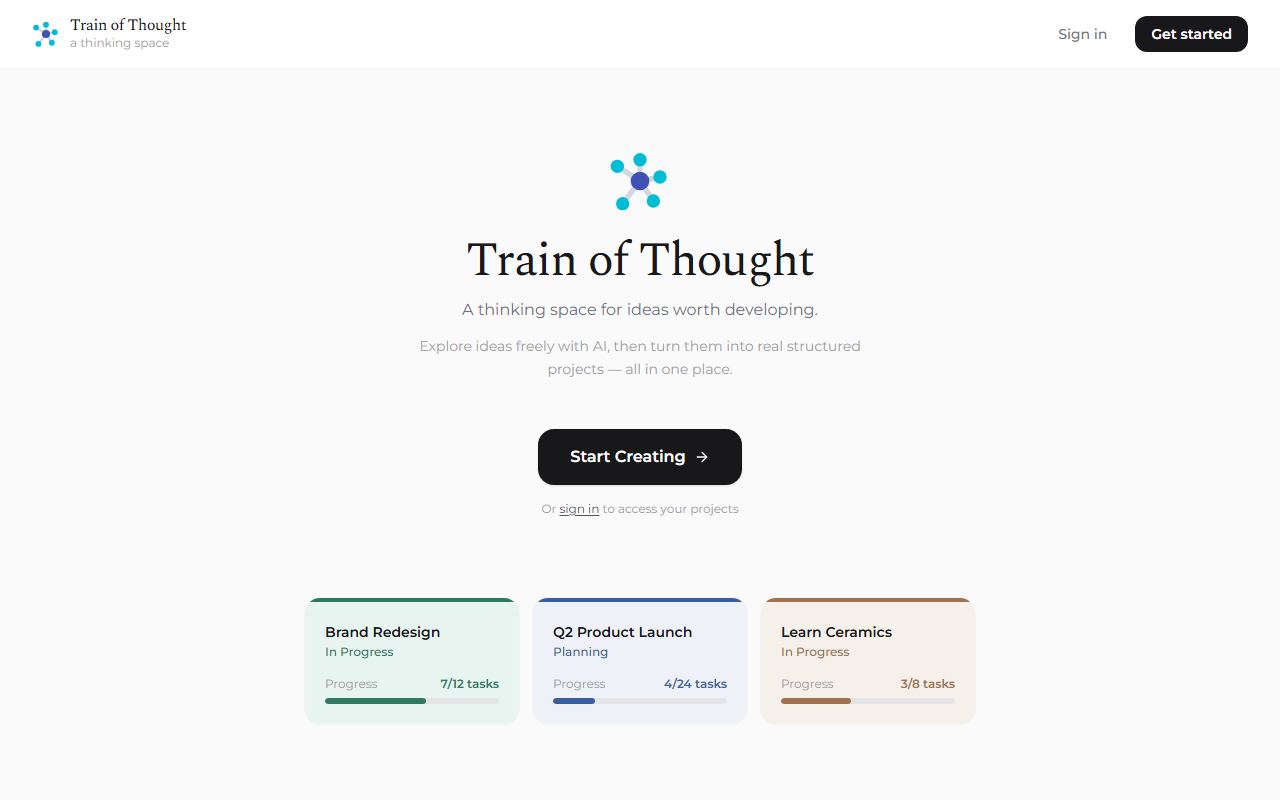 Train of Thought
a thinking space
Sign in
Get started
Train of Thought
A thinking space for ideas worth developing.
Explore ideas freely with AI, then turn them into real structured
projects — all in one place.
Start Creating →
Or sign in to access your projects
Brand Redesign
In Progress
Progress 7/12 tasks
Q2 Product Launch
Planning
Progress 4/24 tasks
Learn Ceramics
In Progress
Progress 3/8 tasks